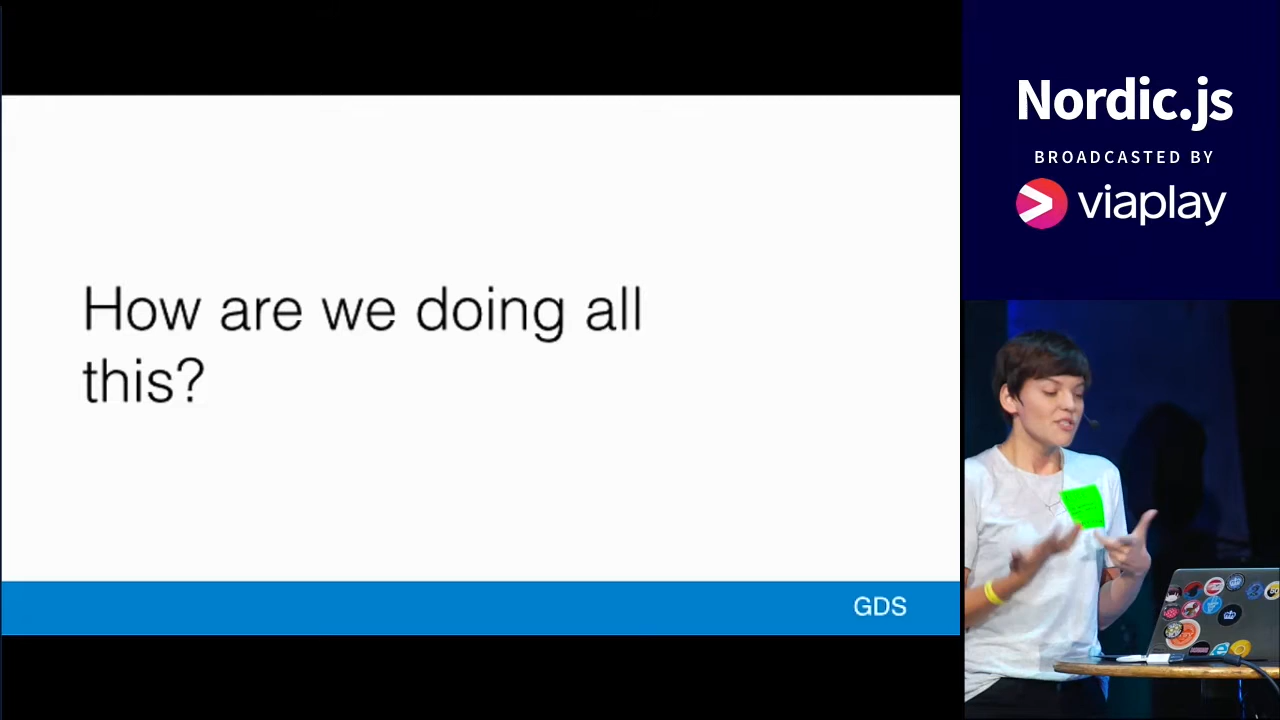 How are we doing all
this?
GDS
Nordic.js
BROADCASTED BY
viaplay